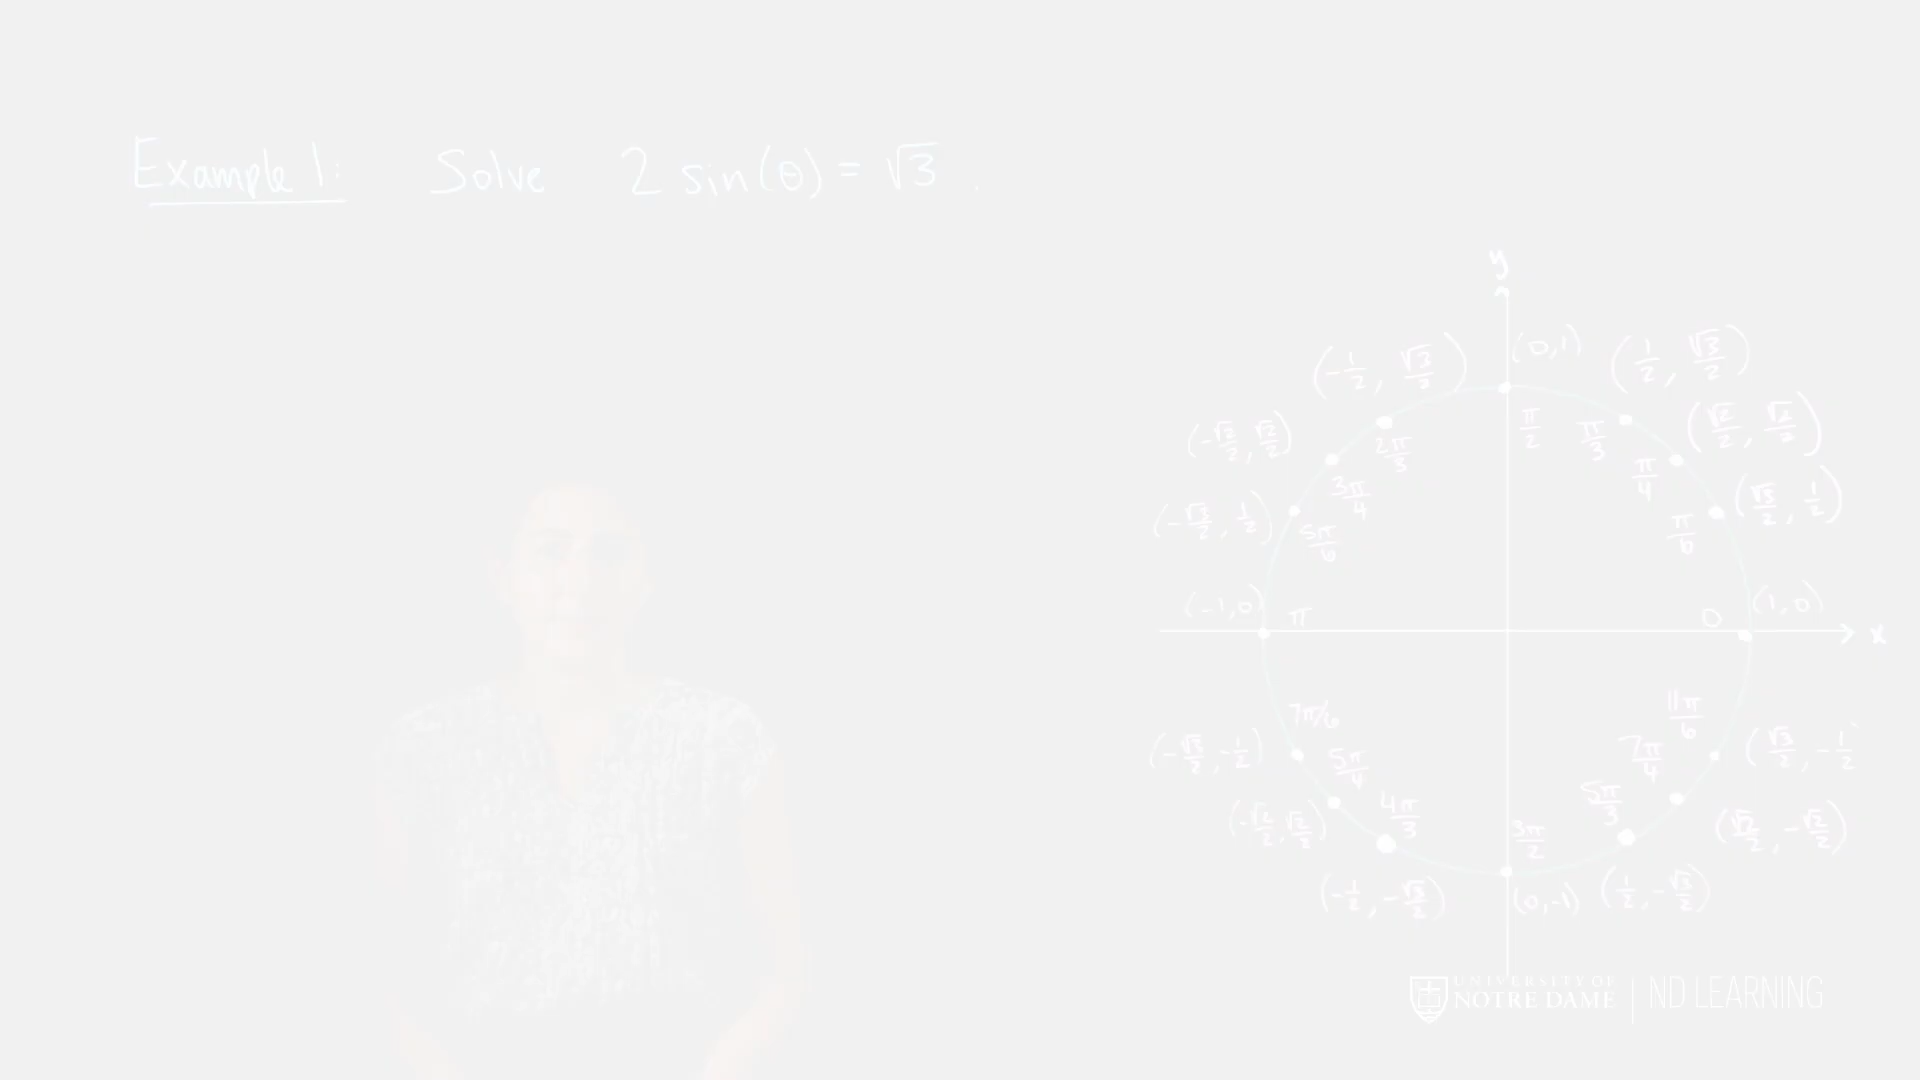 Example 1: Solve 2 sin(θ) = √3 .
y
(-1/2, √3/2) (0,1) (1/2, √3/2)
(-√2/2, √2/2) 2π/3 π/2 π/3 (√2/2, √2/2)
3π/4 π/4
(-√3/2, 1/2) 5π/6 π/6 (√3/2, 1/2)
(-1,0) π 0 (1,0)
x
7π/6 11π/6
(-√3/2, -1/2) 5π/4 7π/4 (√3/2, -1/2
(-√2/2, √2/2) 4π/3 3π/2 5π/3 (√2/2, -√2/2)
(-1/2, -√3/2) (0,-1) (1/2, -√3/2)
UNIVERSITY OF
NOTRE DAME | ND LEARNING